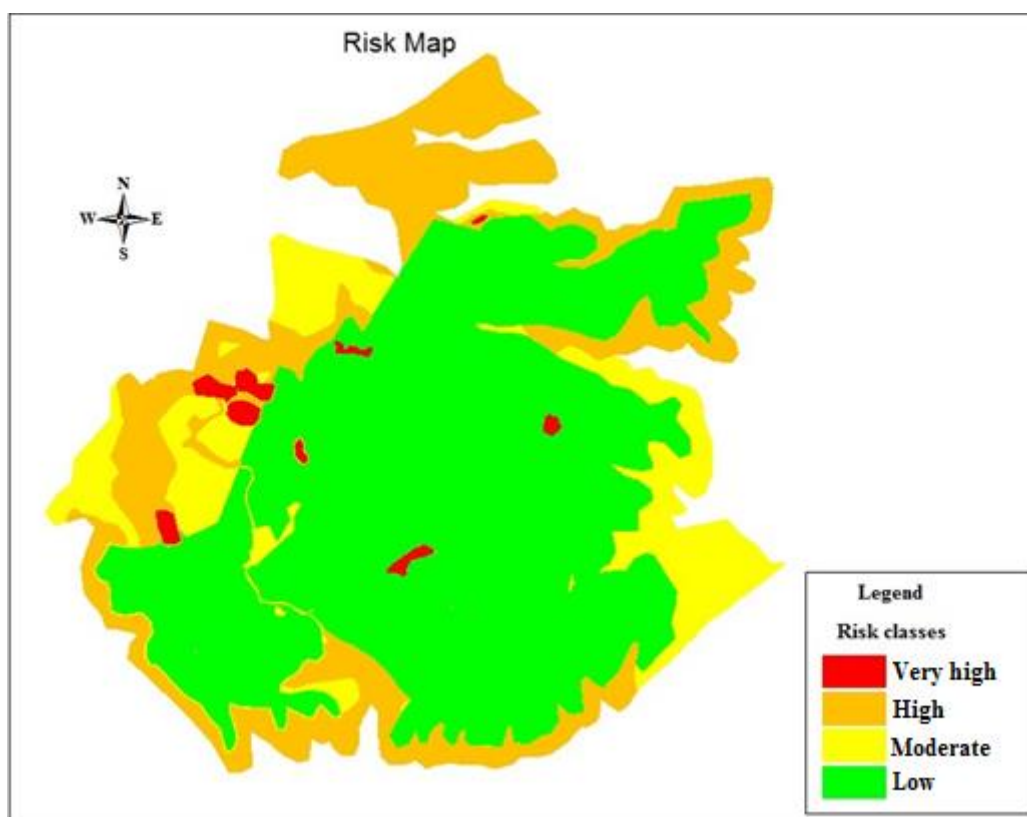 Risk Map
N
W E
S
Legend
Risk classes
Very high
High
Moderate
Low